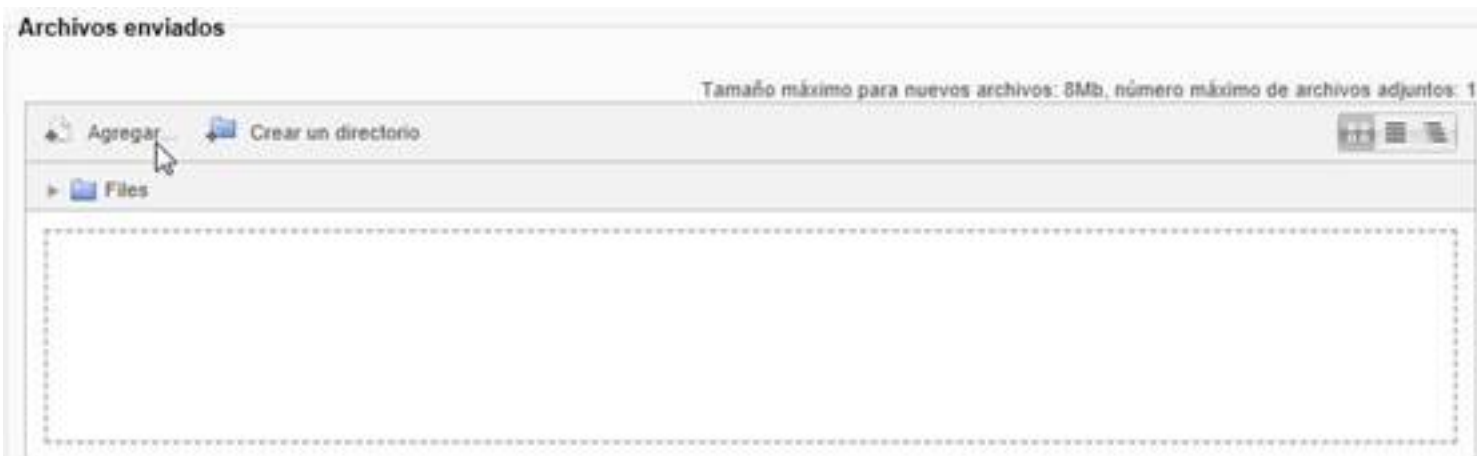 Archivos enviados
Tamaño máximo para nuevos archivos: 8Mb, número máximo de archivos adjuntos: 1
Agregar... Crear un directorio
Files